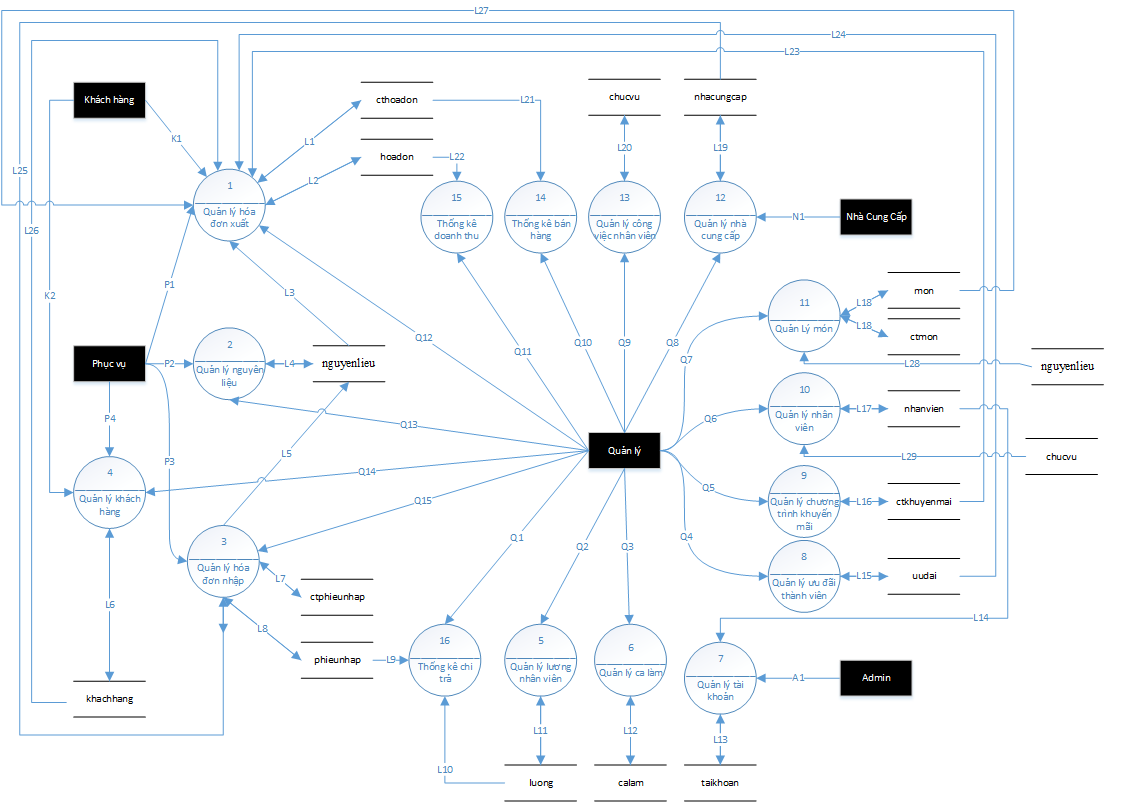 L27
L24
L23
Khách hàng
K1
cthoadon
L21
chucvu
nhacungcap
L1
hoadon
L22
L20
L19
L25
L2
1
Quản lý hóa
đơn xuất
15
Thống kê
doanh thu
14
Thống kê bán
hàng
13
Quản lý công
việc nhân viên
12
Quản lý nhà
cung cấp
N1
Nhà Cung Cấp
L26
K2
P1
L3
Q12
Q11
Q10
Q9
Q8
Q7
11
Quản Lý món
L18
mon
L18
ctmon
L28
nguyenlieu
Phục vụ
P2
2
Quản lý nguyên
liệu
L4
nguyenlieu
P4
P3
Q13
L5
Q14
Q15
Quản lý
Q6
10
Quản lý nhân
viên
L17
nhanvien
L29
chucvu
4
Quản lý khách
hàng
Q5
9
Quản lý chương
trình khuyến
mãi
L16
ctkhuyenmai
3
Quản lý hóa
đơn nhập
Q1
Q2
Q3
Q4
8
Quản lý ưu đãi
thành viên
L15
uudai
L6
L7
ctphieunhap
L8
phieunhap
L9
16
Thống kê chi
trả
5
Quản lý lương
nhân viên
6
Quản lý ca làm
7
Quản lý tài
khoản
L14
A1
Admin
khachhang
L10
L11
L12
L13
luong
calam
taikhoan